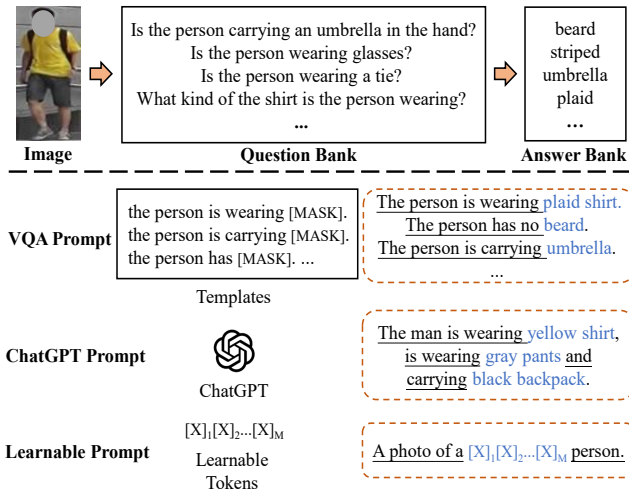 Is the person carrying an umbrella in the hand?
Is the person wearing glasses?
Is the person wearing a tie?
What kind of the shirt is the person wearing?
...
beard
striped
umbrella
plaid
...
Image
Question Bank
Answer Bank
VQA Prompt
the person is wearing [MASK].
the person is carrying [MASK].
the person has [MASK]. ...
Templates
The person is wearing plaid shirt.
The person has no beard.
The person is carrying umbrella.
...
ChatGPT Prompt
ChatGPT
The man is wearing yellow shirt,
is wearing gray pants and
carrying black backpack.
Learnable Prompt
[X]₁[X]₂...[X]M
Learnable
Tokens
A photo of a [X]₁[X]₂...[X]M person.